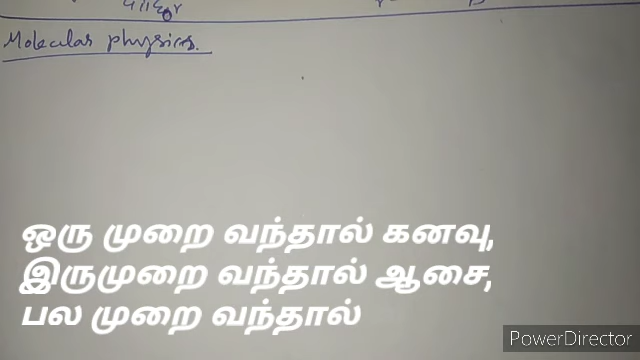 Molecular physics.
ஒரு முறை வந்தால் கனவு,
இருமுறை வந்தால் ஆசை,
பல முறை வந்தால்
PowerDirector